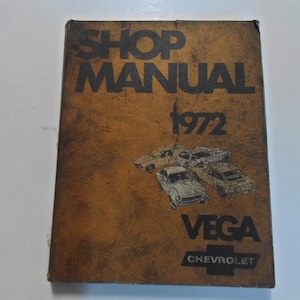 SHOP
MANUAL
1972
VEGA
CHEVROLET